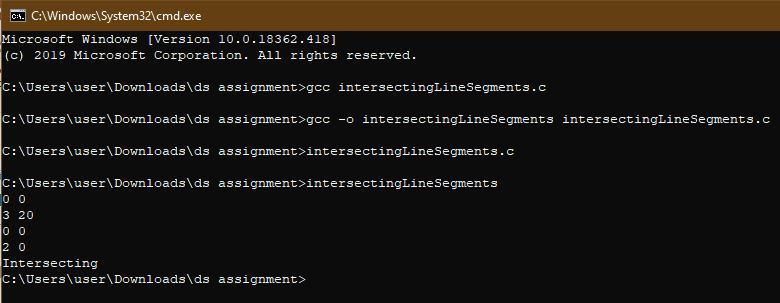 C:\Windows\System32\cmd.exe
Microsoft Windows [Version 10.0.18362.418]
(c) 2019 Microsoft Corporation. All rights reserved.
C:\Users\user\Downloads\ds assignment>gcc intersectingLineSegments.c
C:\Users\user\Downloads\ds assignment>gcc -o intersectingLineSegments intersectingLineSegments.c
C:\Users\user\Downloads\ds assignment>intersectingLineSegments.c
C:\Users\user\Downloads\ds assignment>intersectingLineSegments
0 0
3 20
0 0
2 0
Intersecting
C:\Users\user\Downloads\ds assignment>